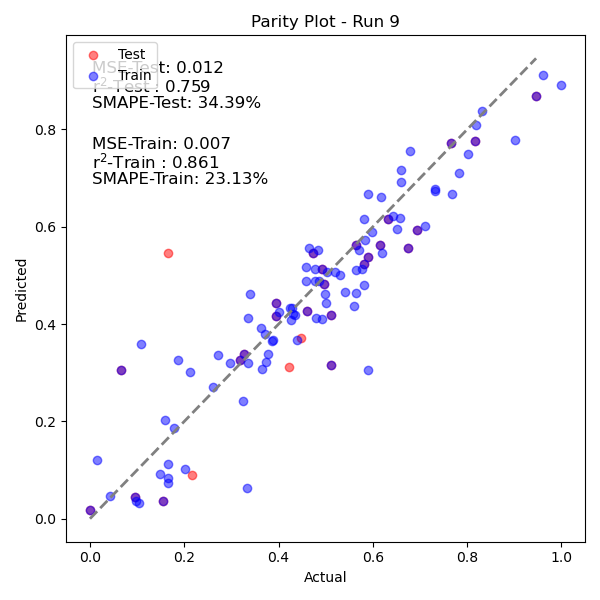 Parity Plot - Run 9
Test
Train
MSE-Test: 0.012
r²-Test : 0.759
SMAPE-Test: 34.39%
MSE-Train: 0.007
r²-Train : 0.861
SMAPE-Train: 23.13%
Predicted
0.8
0.6
0.4
0.2
0.0
0.0 0.2 0.4 0.6 0.8 1.0
Actual